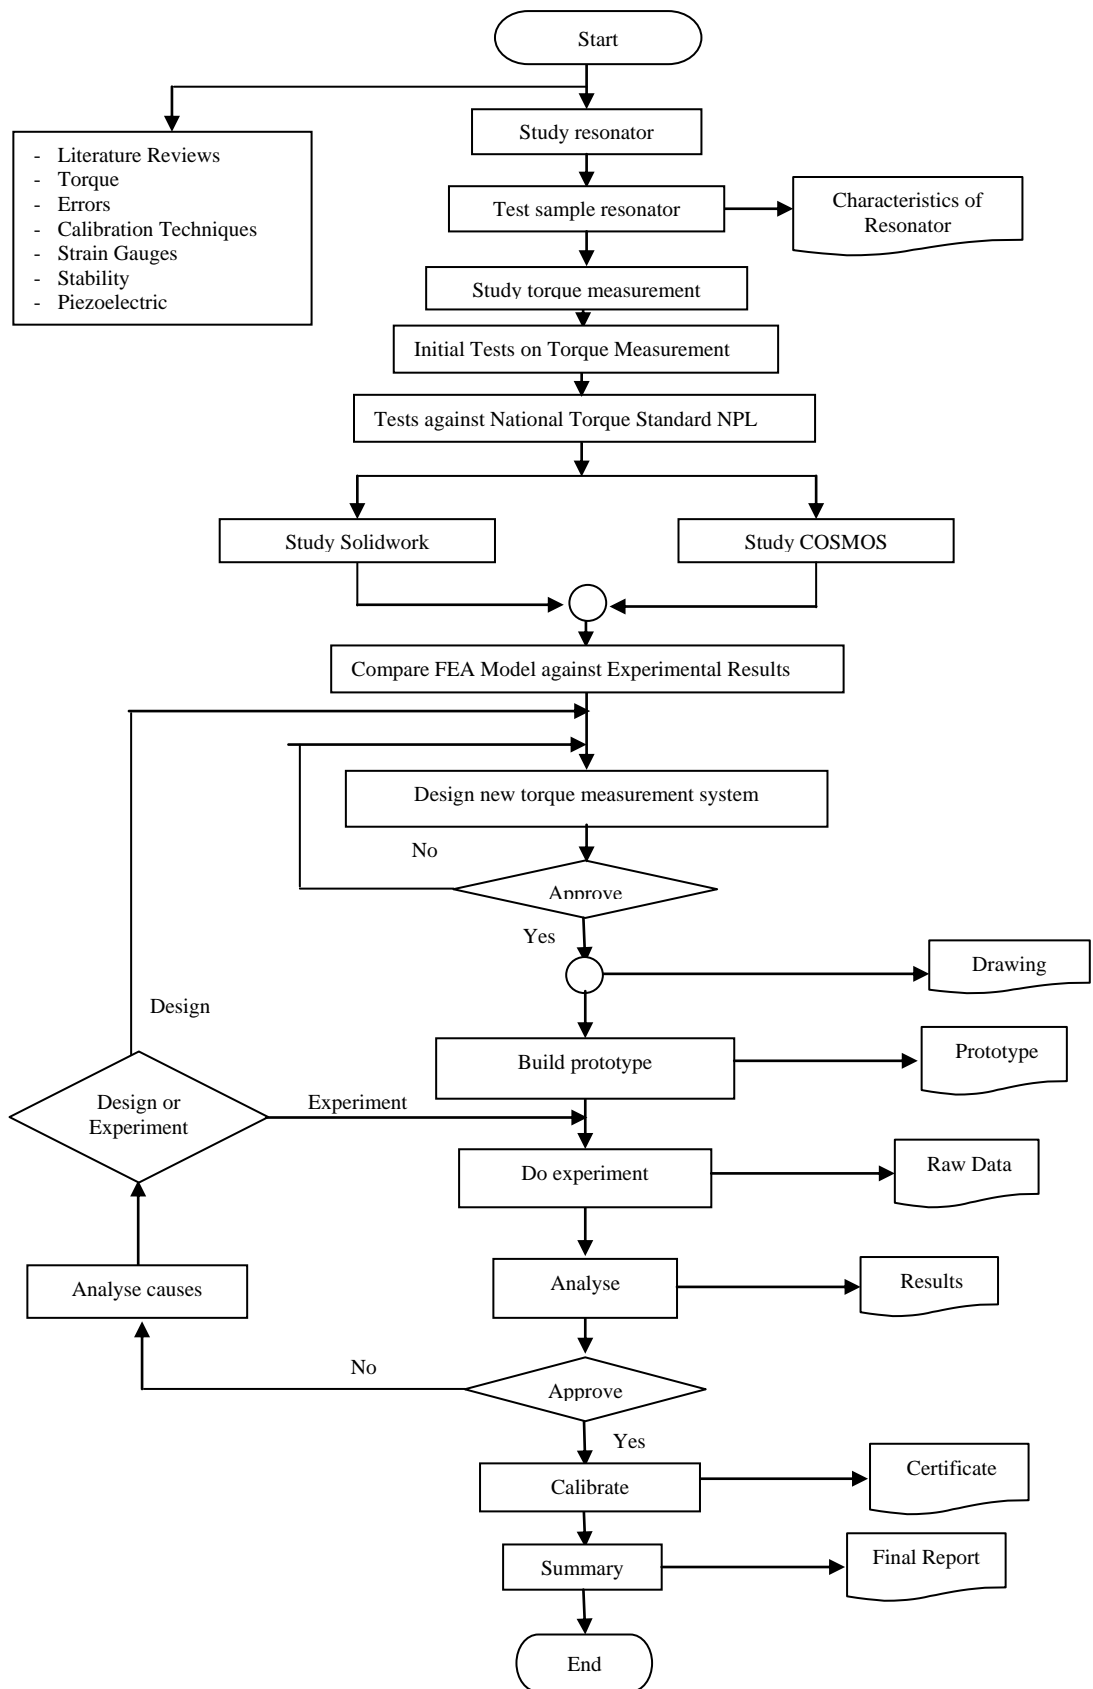 Start
Study resonator
- Literature Reviews
- Torque
- Errors
- Calibration Techniques
- Strain Gauges
- Stability
- Piezoelectric
Test sample resonator
Characteristics of
Resonator
Study torque measurement
Initial Tests on Torque Measurement
Tests against National Torque Standard NPL
Study Solidwork
Study COSMOS
Compare FEA Model against Experimental Results
Design new torque measurement system
No
Approve
Yes
Drawing
Design
Build prototype
Prototype
Design or
Experiment
Experiment
Do experiment
Raw Data
Analyse causes
Analyse
Results
No
Approve
Yes
Calibrate
Certificate
Summary
Final Report
End